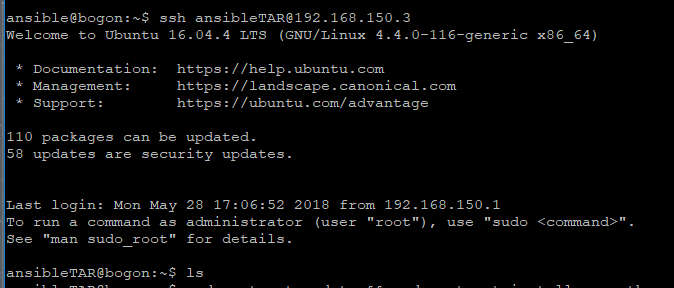 ansible@bogon:~$ ssh ansibleTAR@192.168.150.3
Welcome to Ubuntu 16.04.4 LTS (GNU/Linux 4.4.0-116-generic x86_64)
* Documentation:  https://help.ubuntu.com
* Management:     https://landscape.canonical.com
* Support:        https://ubuntu.com/advantage
110 packages can be updated.
58 updates are security updates.
Last login: Mon May 28 17:06:52 2018 from 192.168.150.1
To run a command as administrator (user "root"), use "sudo <command>".
See "man sudo_root" for details.
ansibleTAR@bogon:~$ ls